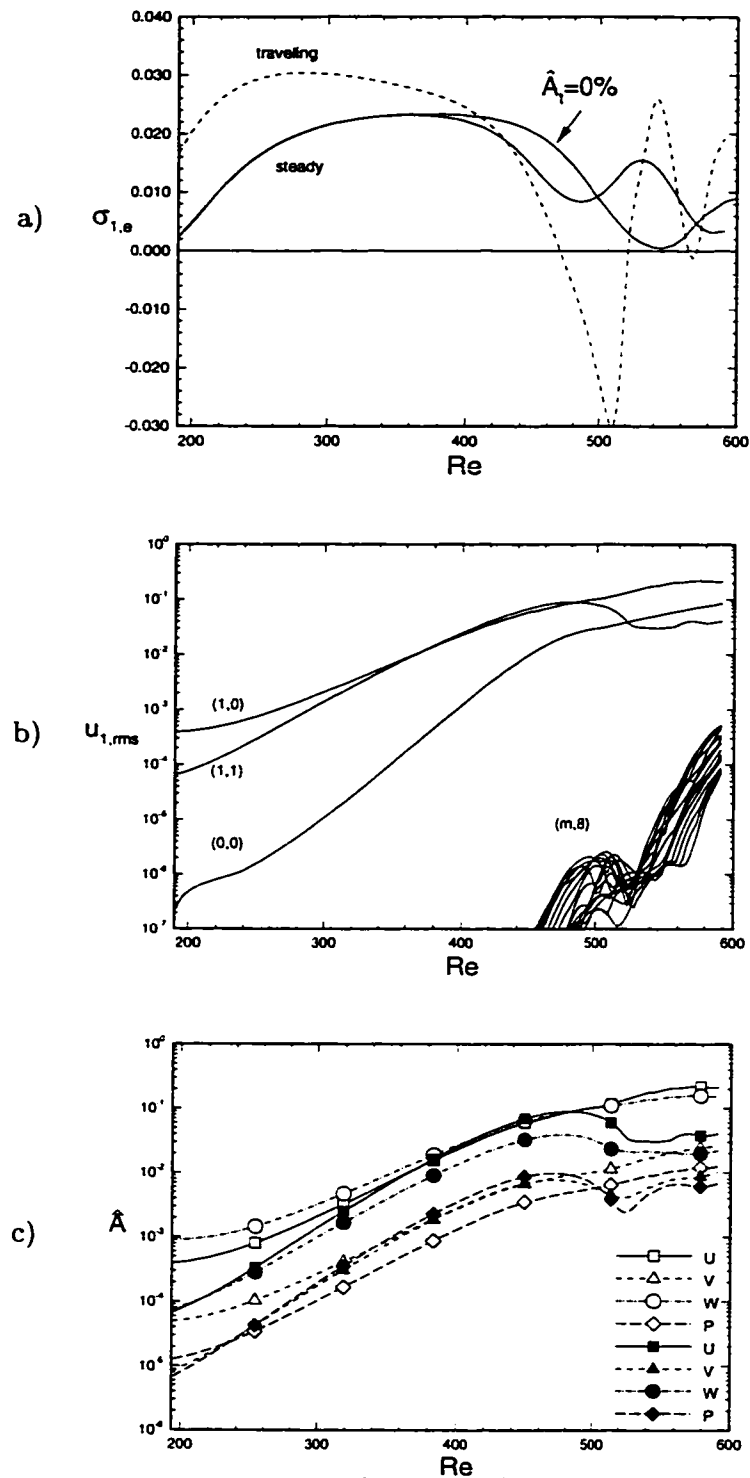 0.040
0.030
0.020
0.010
0.000
-0.010
-0.020
-0.030
traveling
Â_t=0%
steady
a) σ_1,e
200 300 400 500 600
Re
10^0
10^-1
10^-2
10^-3
10^-4
10^-5
10^-6
10^-7
(1,0)
(1,1)
(0,0)
(m,8)
b) u_1,rms
200 300 400 500 600
Re
10^0
10^-1
10^-2
10^-3
10^-4
10^-5
10^-6
c) Â
U
V
W
P
U
V
W
P
200 300 400 500 600
Re